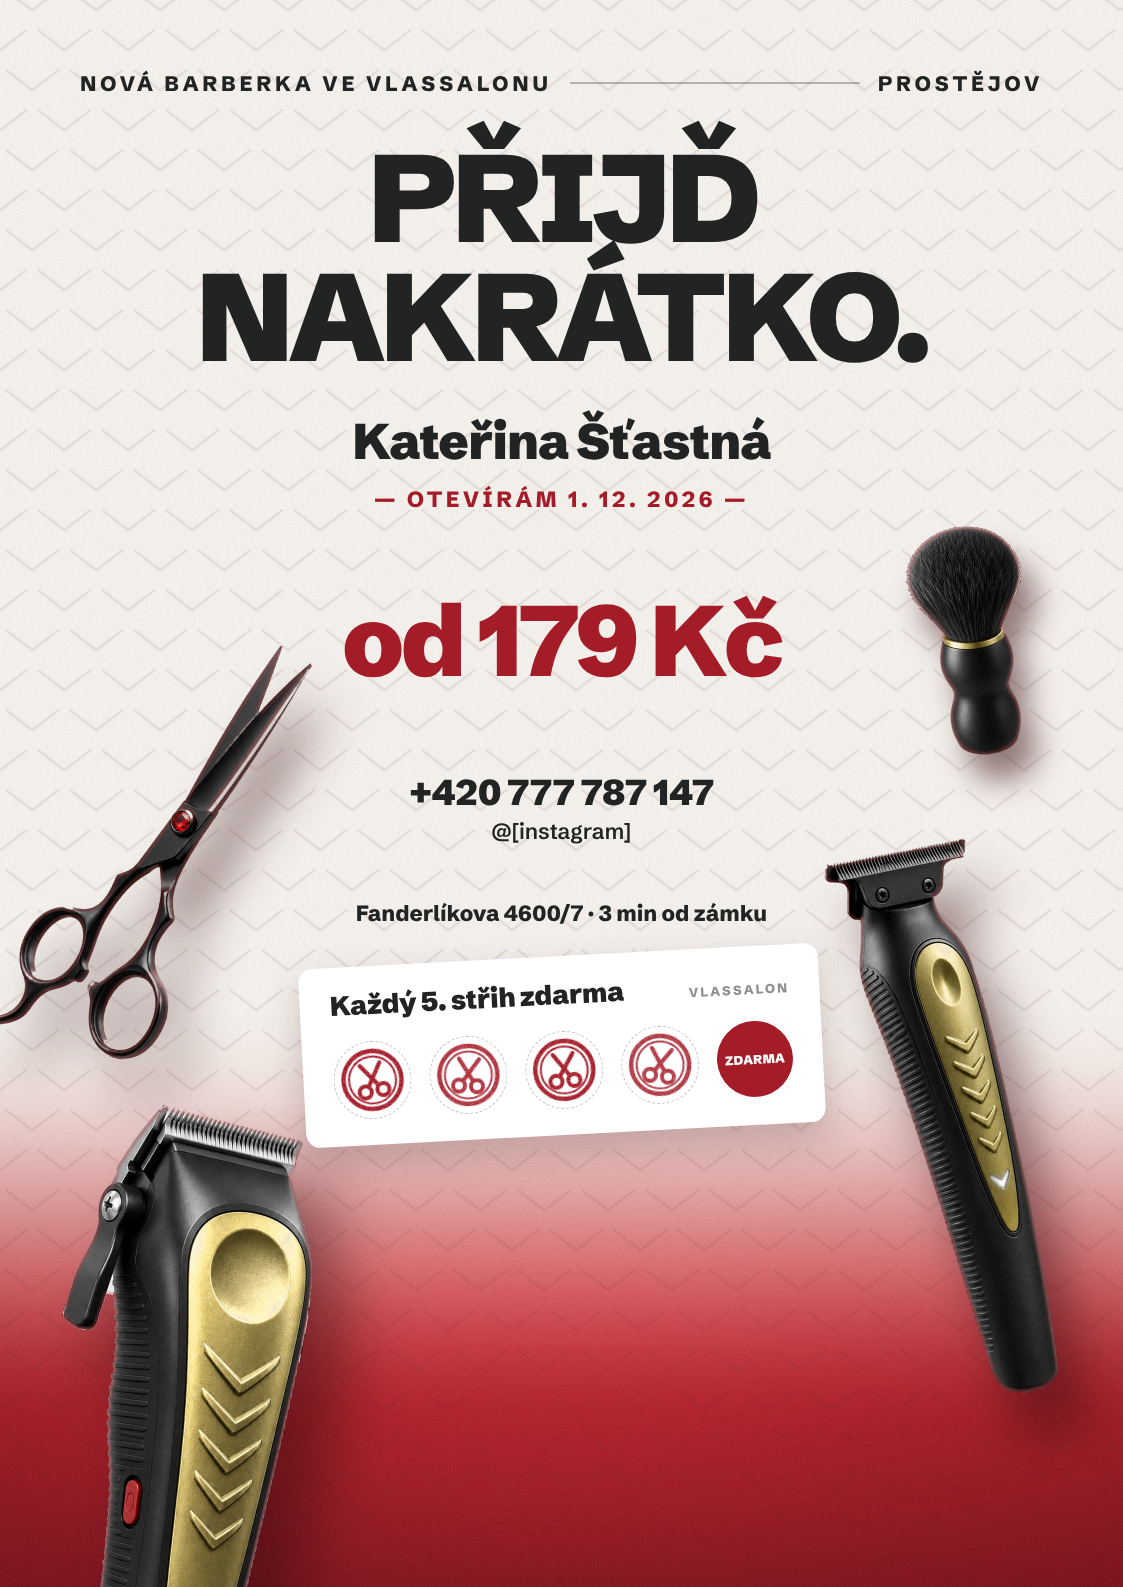 NOVÁ BARBERKA VE VLASSALONU PROSTĚJOV
PŘIJĎ
NAKRÁTKO.
Kateřina Šťastná
— OTEVÍRÁM 1. 12. 2026 —
od 179 Kč
+420 777 787 147
@[instagram]
Fanderlíkova 4600/7 · 3 min od zámku
Každý 5. střih zdarma VLASSALON
ZDARMA